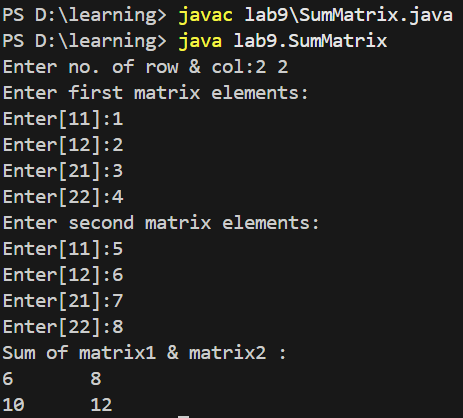 PS D:\learning> javac lab9\SumMatrix.java
PS D:\learning> java lab9.SumMatrix
Enter no. of row & col:2 2
Enter first matrix elements:
Enter[11]:1
Enter[12]:2
Enter[21]:3
Enter[22]:4
Enter second matrix elements:
Enter[11]:5
Enter[12]:6
Enter[21]:7
Enter[22]:8
Sum of matrix1 & matrix2 :
6       8
10      12